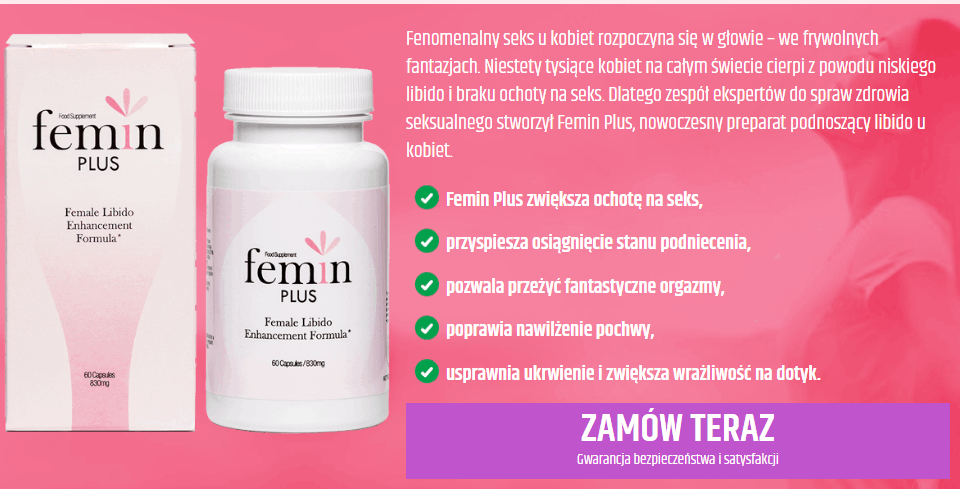 Food Supplement
femin
PLUS
Female Libido
Enhancement
Formula*
60 Capsules
830mg
Food Supplement
femin
PLUS
Female Libido
Enhancement Formula*
60 Capsules / 830mg
Fenomenalny seks u kobiet rozpoczyna się w głowie – we frywolnych
fantazjach. Niestety tysiące kobiet na całym świecie cierpi z powodu niskiego
libido i braku ochoty na seks. Dlatego zespół ekspertów do spraw zdrowia
seksualnego stworzył Femin Plus, nowoczesny preparat podnoszący libido u
kobiet.
Femin Plus zwiększa ochotę na seks,
przyspiesza osiągnięcie stanu podniecenia,
pozwala przeżyć fantastyczne orgazmy,
poprawia nawilżenie pochwy,
usprawnia ukrwienie i zwiększa wrażliwość na dotyk.
ZAMÓW TERAZ
Gwarancja bezpieczeństwa i satysfakcji